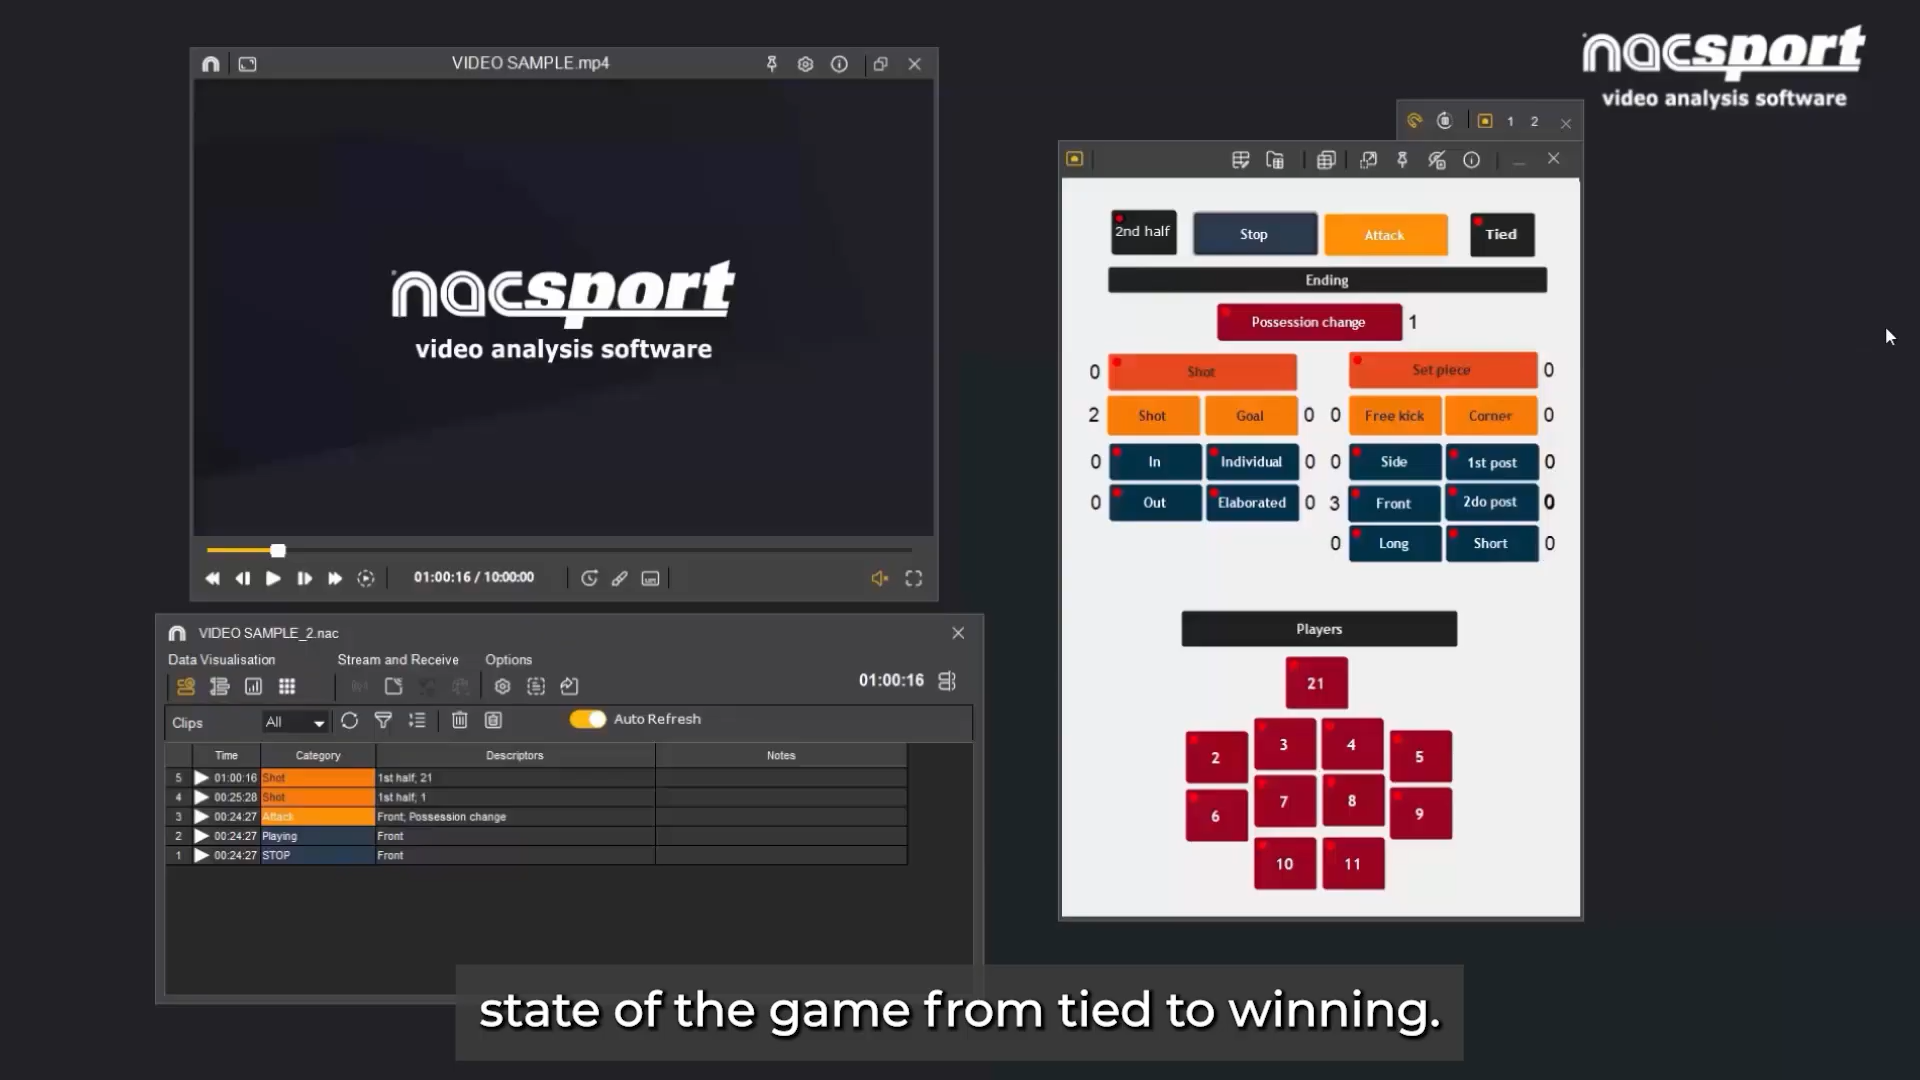 nacsport
video analysis software
VIDEO SAMPLE.mp4
nacsport
video analysis software
01:00:16 / 10:00:00
1 2
2nd half
Stop
Attack
Tied
Ending
Possession change 1
0 Shot
Set piece 0
2 Shot Goal 0
0 Free kick Corner 0
0 In Individual 0
0 Side 1st post 0
0 Out Elaborated 0
3 Front 2do post 0
0 Long Short 0
Players
21
2 3 4 5
6 7 8 9
10 11
VIDEO SAMPLE_2.nac
Data Visualisation Stream and Receive Options
01:00:16
Clips All Auto Refresh
Time Category Descriptors Notes
5 01:00:16 Shot 1st half; 21
4 00:25:28 Shot 1st half; 1
3 00:24:27 Attack Front; Possession change
2 00:24:27 Playing Front
1 00:24:27 STOP Front
state of the game from tied to winning.